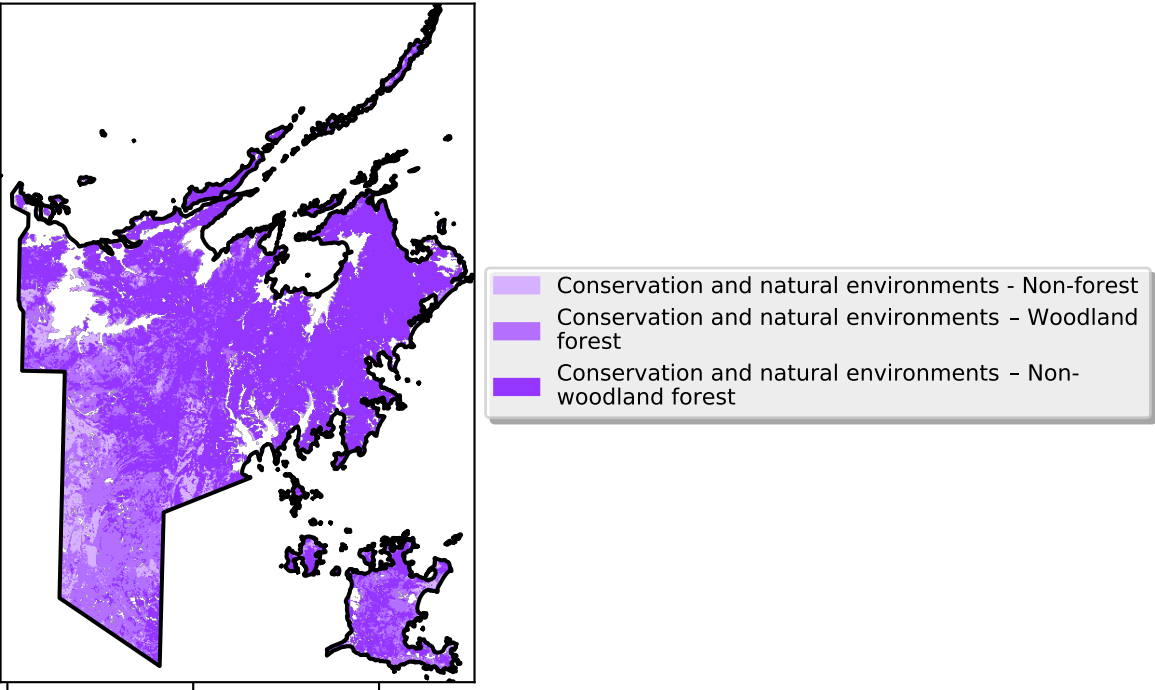 Conservation and natural environments - Non-forest
Conservation and natural environments – Woodland
forest
Conservation and natural environments – Non-
woodland forest